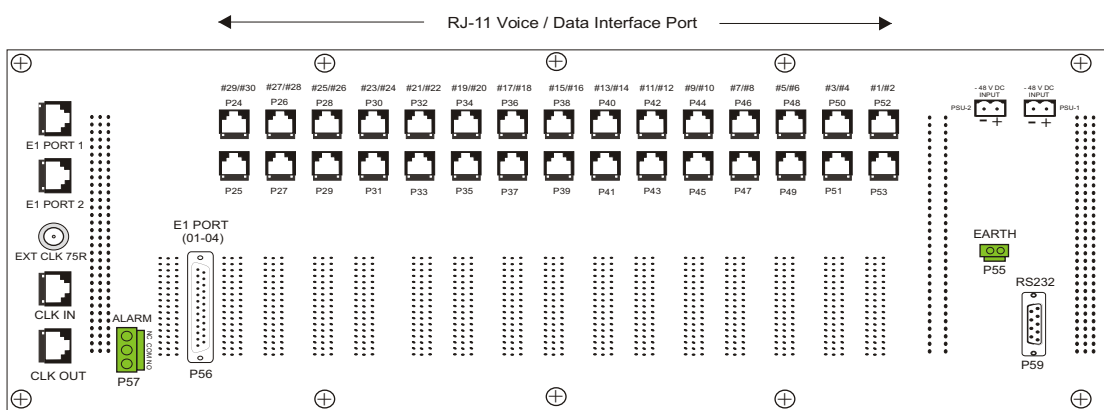 RJ-11 Voice / Data Interface Port
#29/#30 #27/#28 #25/#26 #23/#24 #21/#22 #19/#20 #17/#18 #15/#16 #13/#14 #11/#12 #9/#10 #7/#8 #5/#6 #3/#4 #1/#2
P24 P26 P28 P30 P32 P34 P36 P38 P40 P42 P44 P46 P48 P50 P52
- 48 V DC INPUT
- 48 V DC INPUT
PSU-2
PSU-1
- +
- +
E1 PORT 1
P25 P27 P29 P31 P33 P35 P37 P39 P41 P43 P45 P47 P49 P51 P53
E1 PORT 2
E1 PORT
(01-04)
EXT CLK 75R
EARTH
P55
CLK IN
RS232
ALARM
NC COM NO
CLK OUT
P57
P56
P59